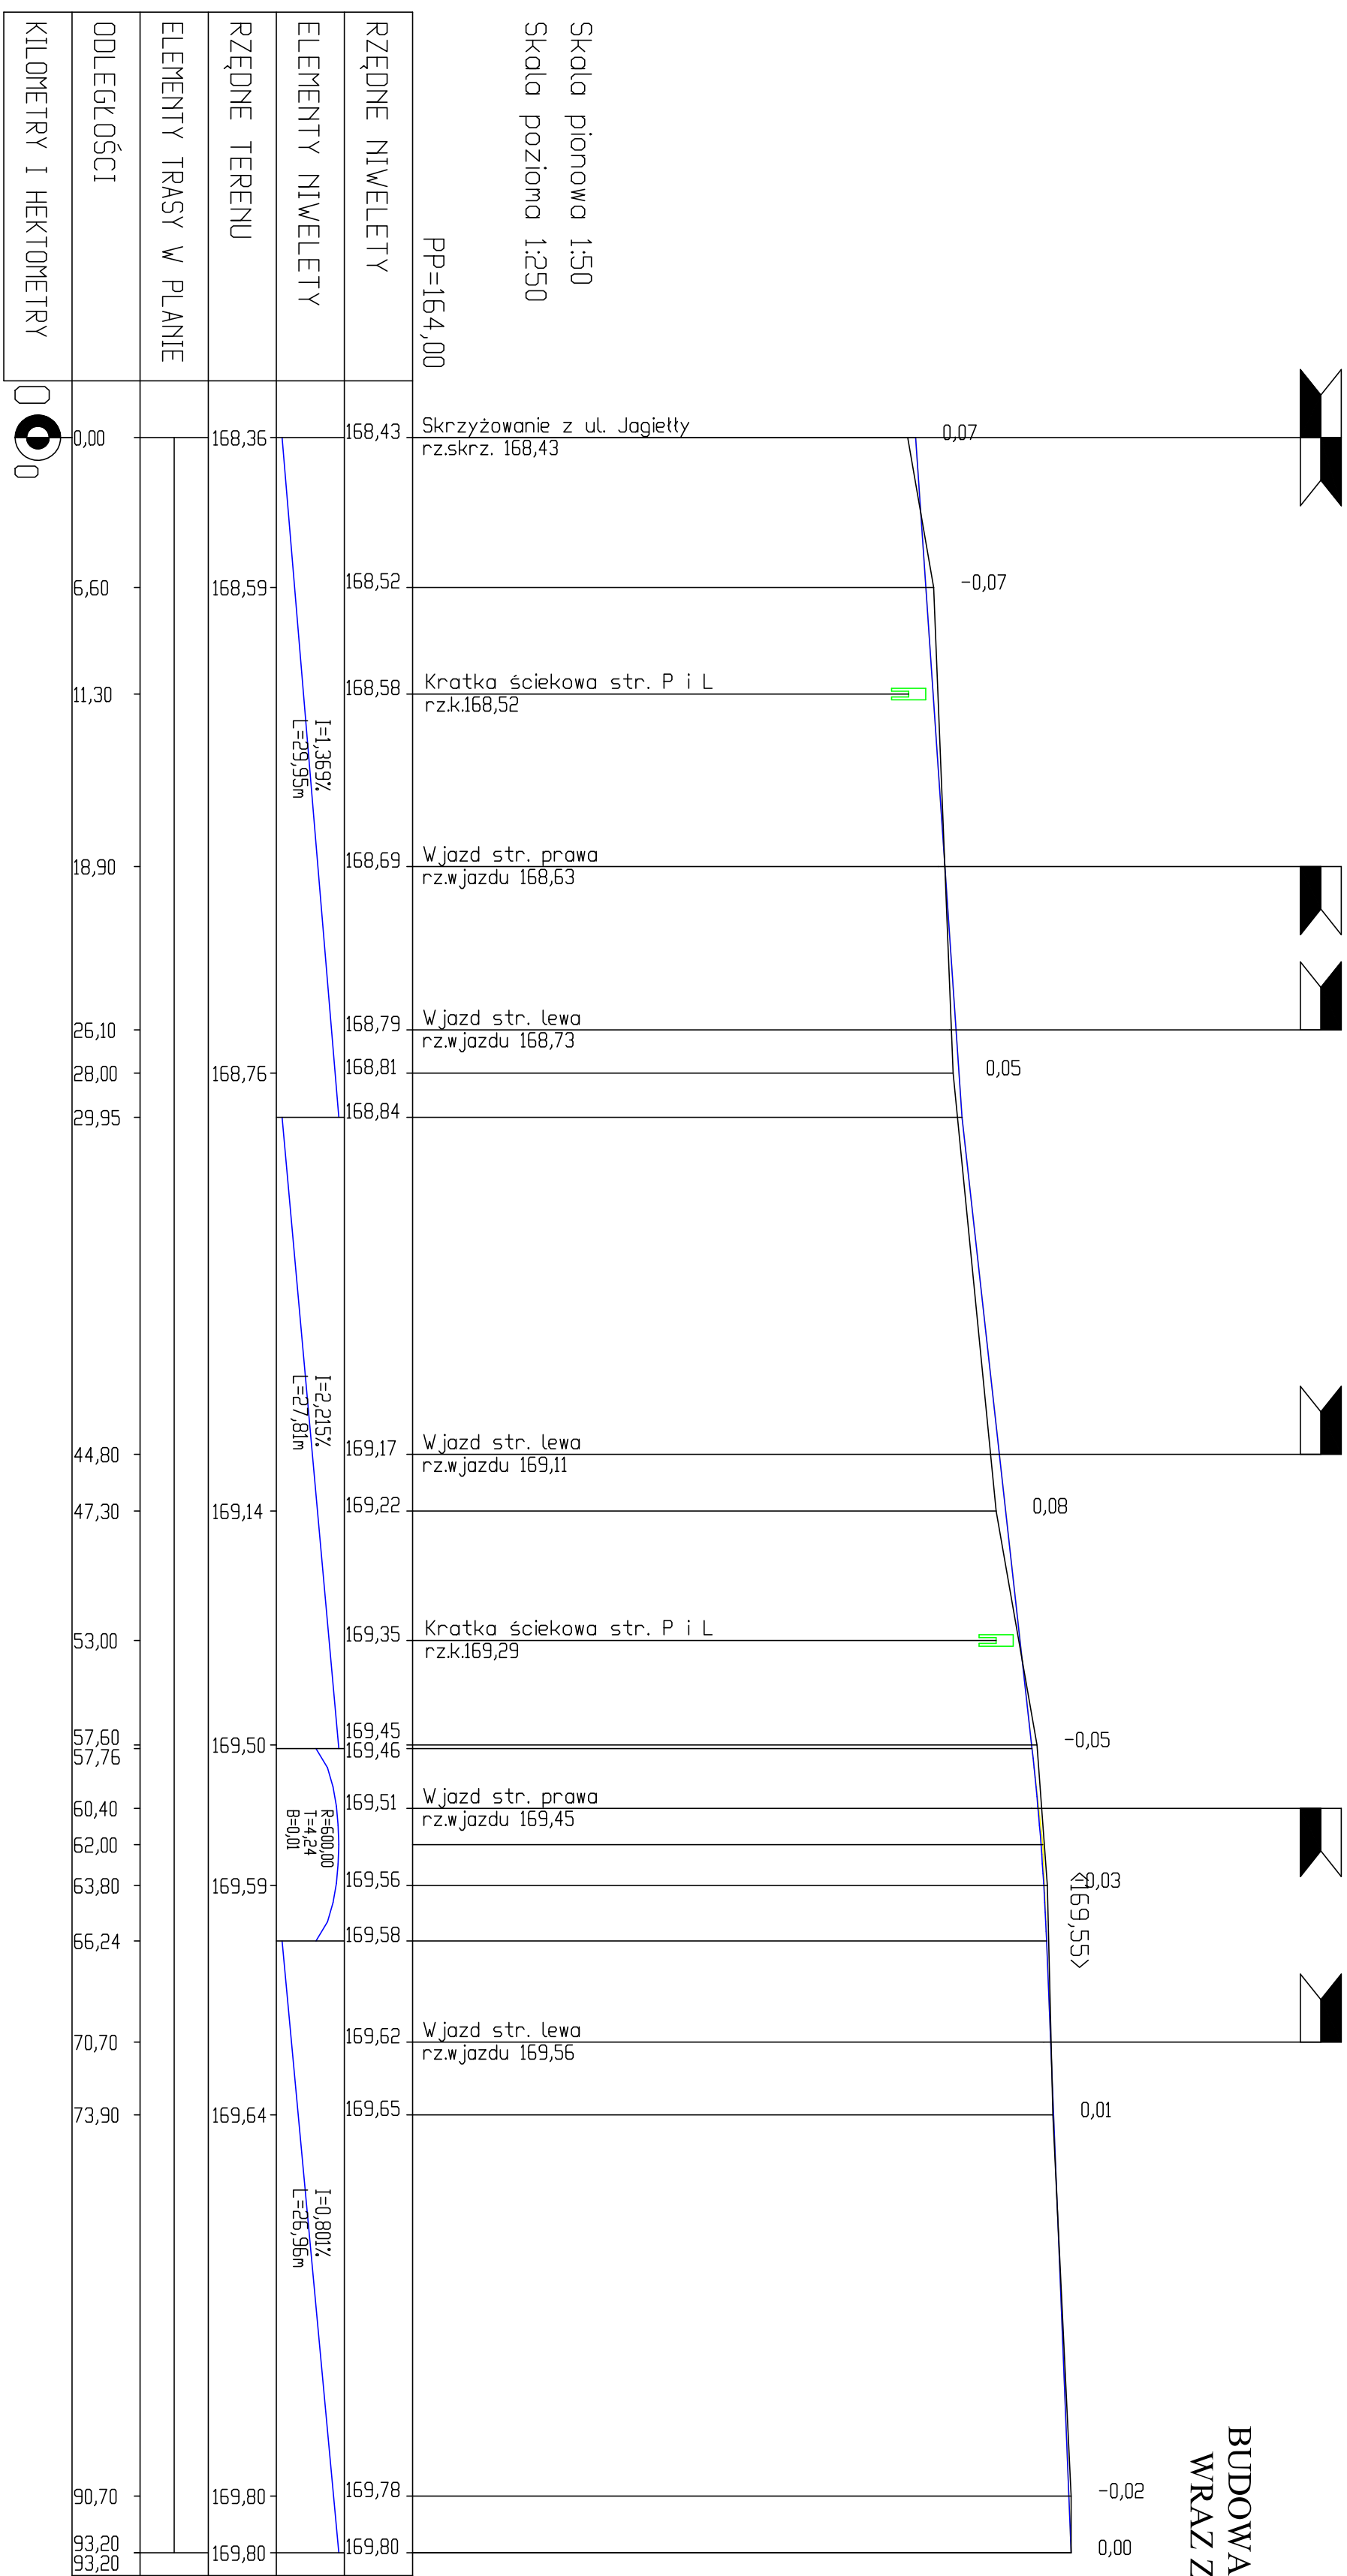 BUDOWA
WRAZ Z
Skala pionowa 1:50
Skala pozioma 1:250
PP=164,00
Skrzyżowanie z ul. Jagiełły
rz.skrz. 168,43
Kratka ściekowa str. P i L
rz.k.168,52
Wjazd str. prawa
rz.wjazdu 168,63
Wjazd str. lewa
rz.wjazdu 168,73
Wjazd str. lewa
rz.wjazdu 169,11
Kratka ściekowa str. P i L
rz.k.169,29
Wjazd str. prawa
rz.wjazdu 169,45
Wjazd str. lewa
rz.wjazdu 169,56
0,07
-0,07
0,05
0,08
-0,05
-0,03
<169,55>
0,01
-0,02
0,00
RZĘDNE NIWELETY
168,43
168,52
168,58
168,69
168,79
168,81
168,84
169,17
169,22
169,35
169,45
169,46
169,51
169,56
169,58
169,62
169,65
169,78
169,80
ELEMENTY NIWELETY
I=1,369%
L=29,95m
I=2,215%
L=27,81m
R=600,00
T=4,24
B=0,01
I=0,801%
L=26,96m
RZĘDNE TERENU
168,36
168,59
168,76
169,14
169,50
169,59
169,64
169,80
169,80
ELEMENTY TRASY W PLANIE
ODLEGŁOŚCI
0,00
6,60
11,30
18,90
26,10
28,00
29,95
44,80
47,30
53,00
57,60
57,76
60,40
62,00
63,80
66,24
70,70
73,90
90,70
93,20
93,20
KILOMETRY I HEKTOMETRY
0
0